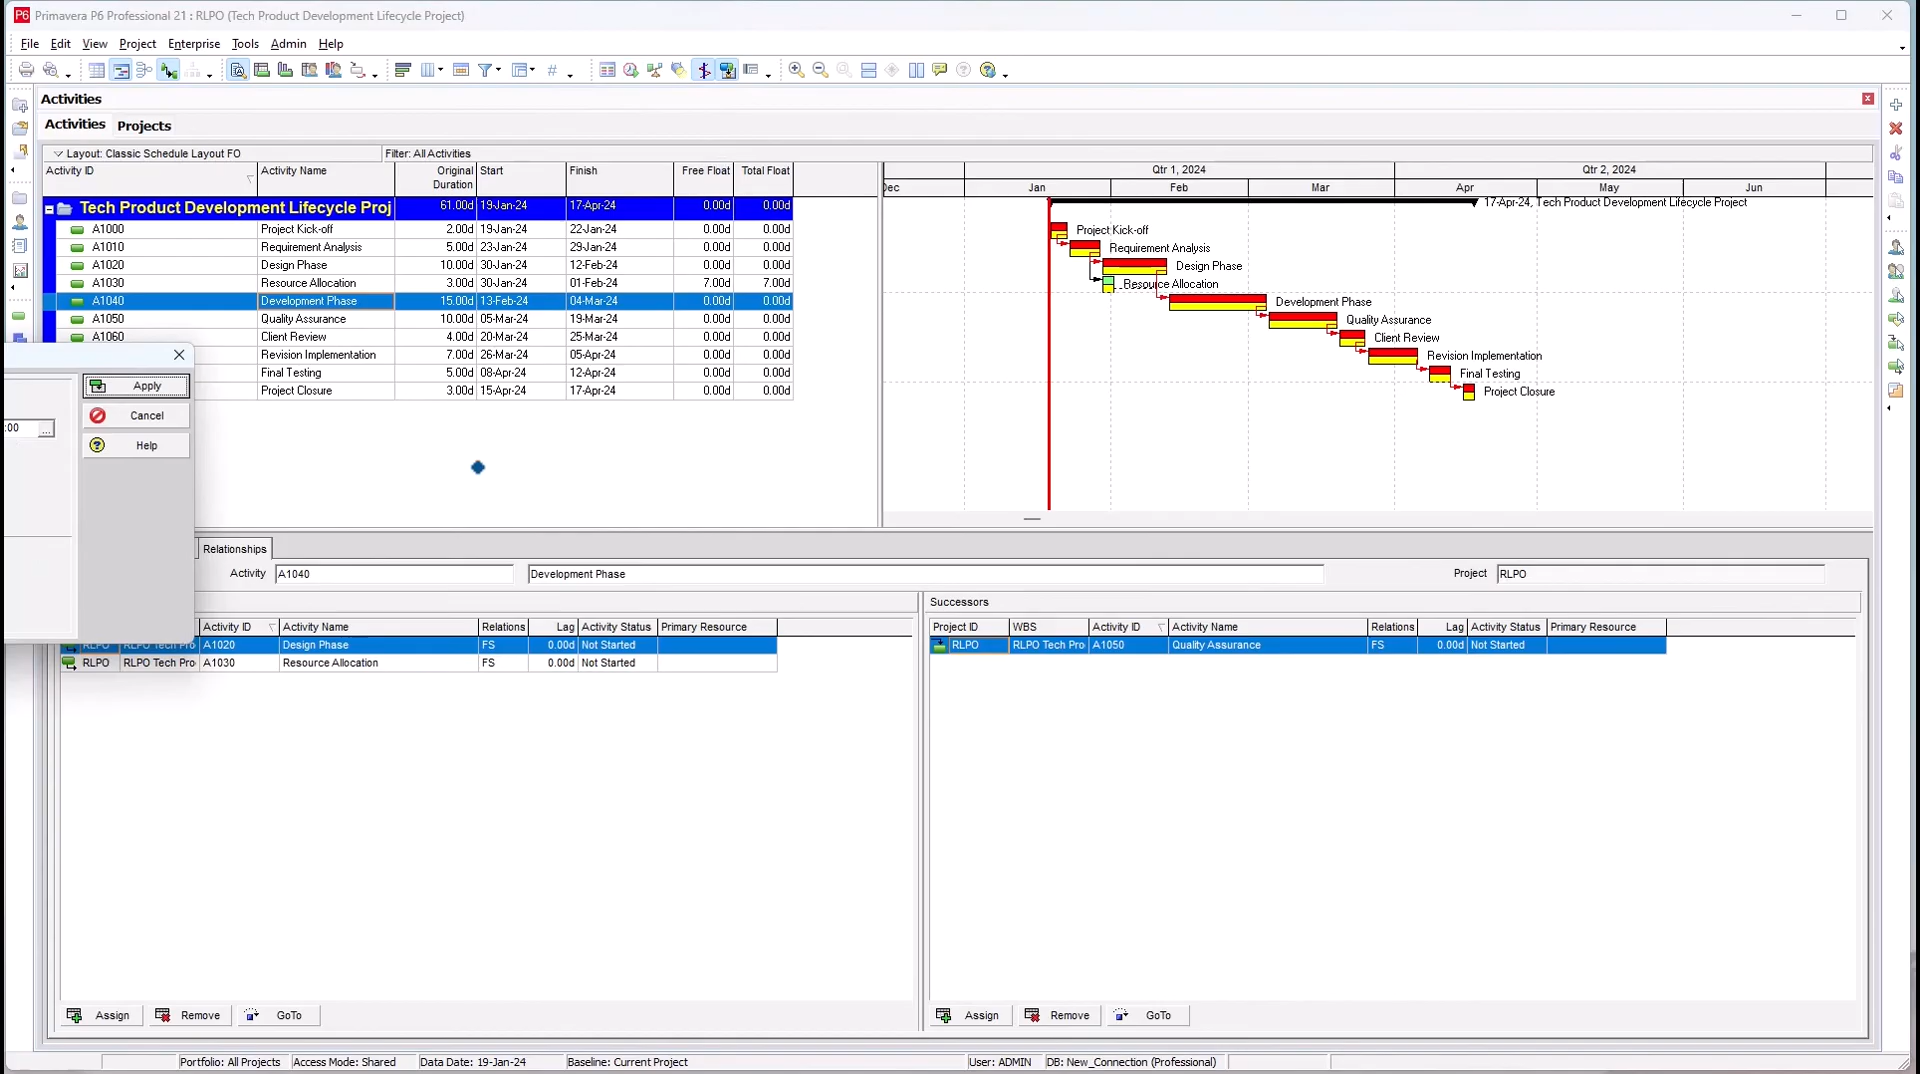 Primavera P6 Professional 21 : RLPO (Tech Product Development Lifecycle Project)
File Edit View Project Enterprise Tools Admin Help
Activities
Activities Projects
Layout: Classic Schedule Layout FO Filter: All Activities
Activity ID Activity Name Original Duration Start Finish Free Float Total Float
Qtr 1, 2024 Qtr 2, 2024
Dec Jan Feb Mar Apr May Jun
Tech Product Development Lifecycle Proj 61.00d 19-Jan-24 17-Apr-24 0.00d 0.00d 17-Apr-24, Tech Product Development Lifecycle Project
A1000 Project Kick-off 2.00d 19-Jan-24 22-Jan-24 0.00d 0.00d Project Kick-off
A1010 Requirement Analysis 5.00d 23-Jan-24 29-Jan-24 0.00d 0.00d Requirement Analysis
A1020 Design Phase 10.00d 30-Jan-24 12-Feb-24 0.00d 0.00d Design Phase
A1030 Resource Allocation 3.00d 30-Jan-24 01-Feb-24 7.00d 7.00d Resource Allocation
A1040 Development Phase 15.00d 13-Feb-24 04-Mar-24 0.00d 0.00d Development Phase
A1050 Quality Assurance 10.00d 05-Mar-24 19-Mar-24 0.00d 0.00d Quality Assurance
A1060 Client Review 4.00d 20-Mar-24 25-Mar-24 0.00d 0.00d Client Review
Revision Implementation 7.00d 26-Mar-24 05-Apr-24 0.00d 0.00d Revision Implementation
Final Testing 5.00d 08-Apr-24 12-Apr-24 0.00d 0.00d Final Testing
Project Closure 3.00d 15-Apr-24 17-Apr-24 0.00d 0.00d Project Closure
Apply
Cancel
:00 ...
Help
Relationships
Activity A1040 Development Phase Project RLPO
Successors
Activity ID Activity Name Relations Lag Activity Status Primary Resource
RLPO RLPO Tech Pro A1020 Design Phase FS 0.00d Not Started
RLPO RLPO Tech Pro A1030 Resource Allocation FS 0.00d Not Started
Project ID WBS Activity ID Activity Name Relations Lag Activity Status Primary Resource
RLPO RLPO Tech Pro A1050 Quality Assurance FS 0.00d Not Started
Assign Remove GoTo Assign Remove GoTo
Portfolio: All Projects Access Mode: Shared Data Date: 19-Jan-24 Baseline: Current Project User: ADMIN DB: New_Connection (Professional)